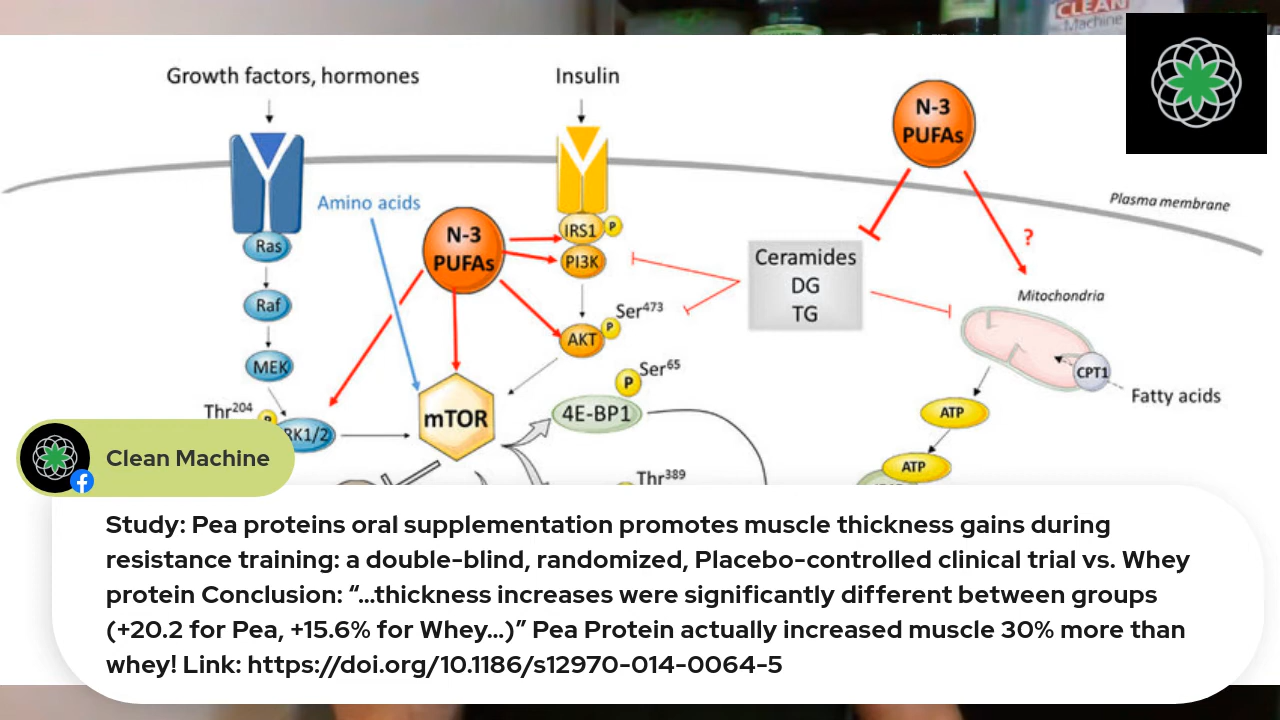 CLEAN
Machine
Growth factors, hormones
Insulin
N-3
PUFAs
Plasma membrane
Amino acids
N-3
PUFAs
IRS1
P
PI3K
Ras
?
Ceramides
DG
TG
Mitochondria
Ser473
P
AKT
Raf
MEK
Ser65
P
CPT1
Fatty acids
Thr204
P
RK1/2
mTOR
4E-BP1
ATP
ATP
Thr389
Clean Machine
Study: Pea proteins oral supplementation promotes muscle thickness gains during
resistance training: a double-blind, randomized, Placebo-controlled clinical trial vs. Whey
protein Conclusion: “...thickness increases were significantly different between groups
(+20.2 for Pea, +15.6% for Whey...)” Pea Protein actually increased muscle 30% more than
whey! Link: https://doi.org/10.1186/s12970-014-0064-5